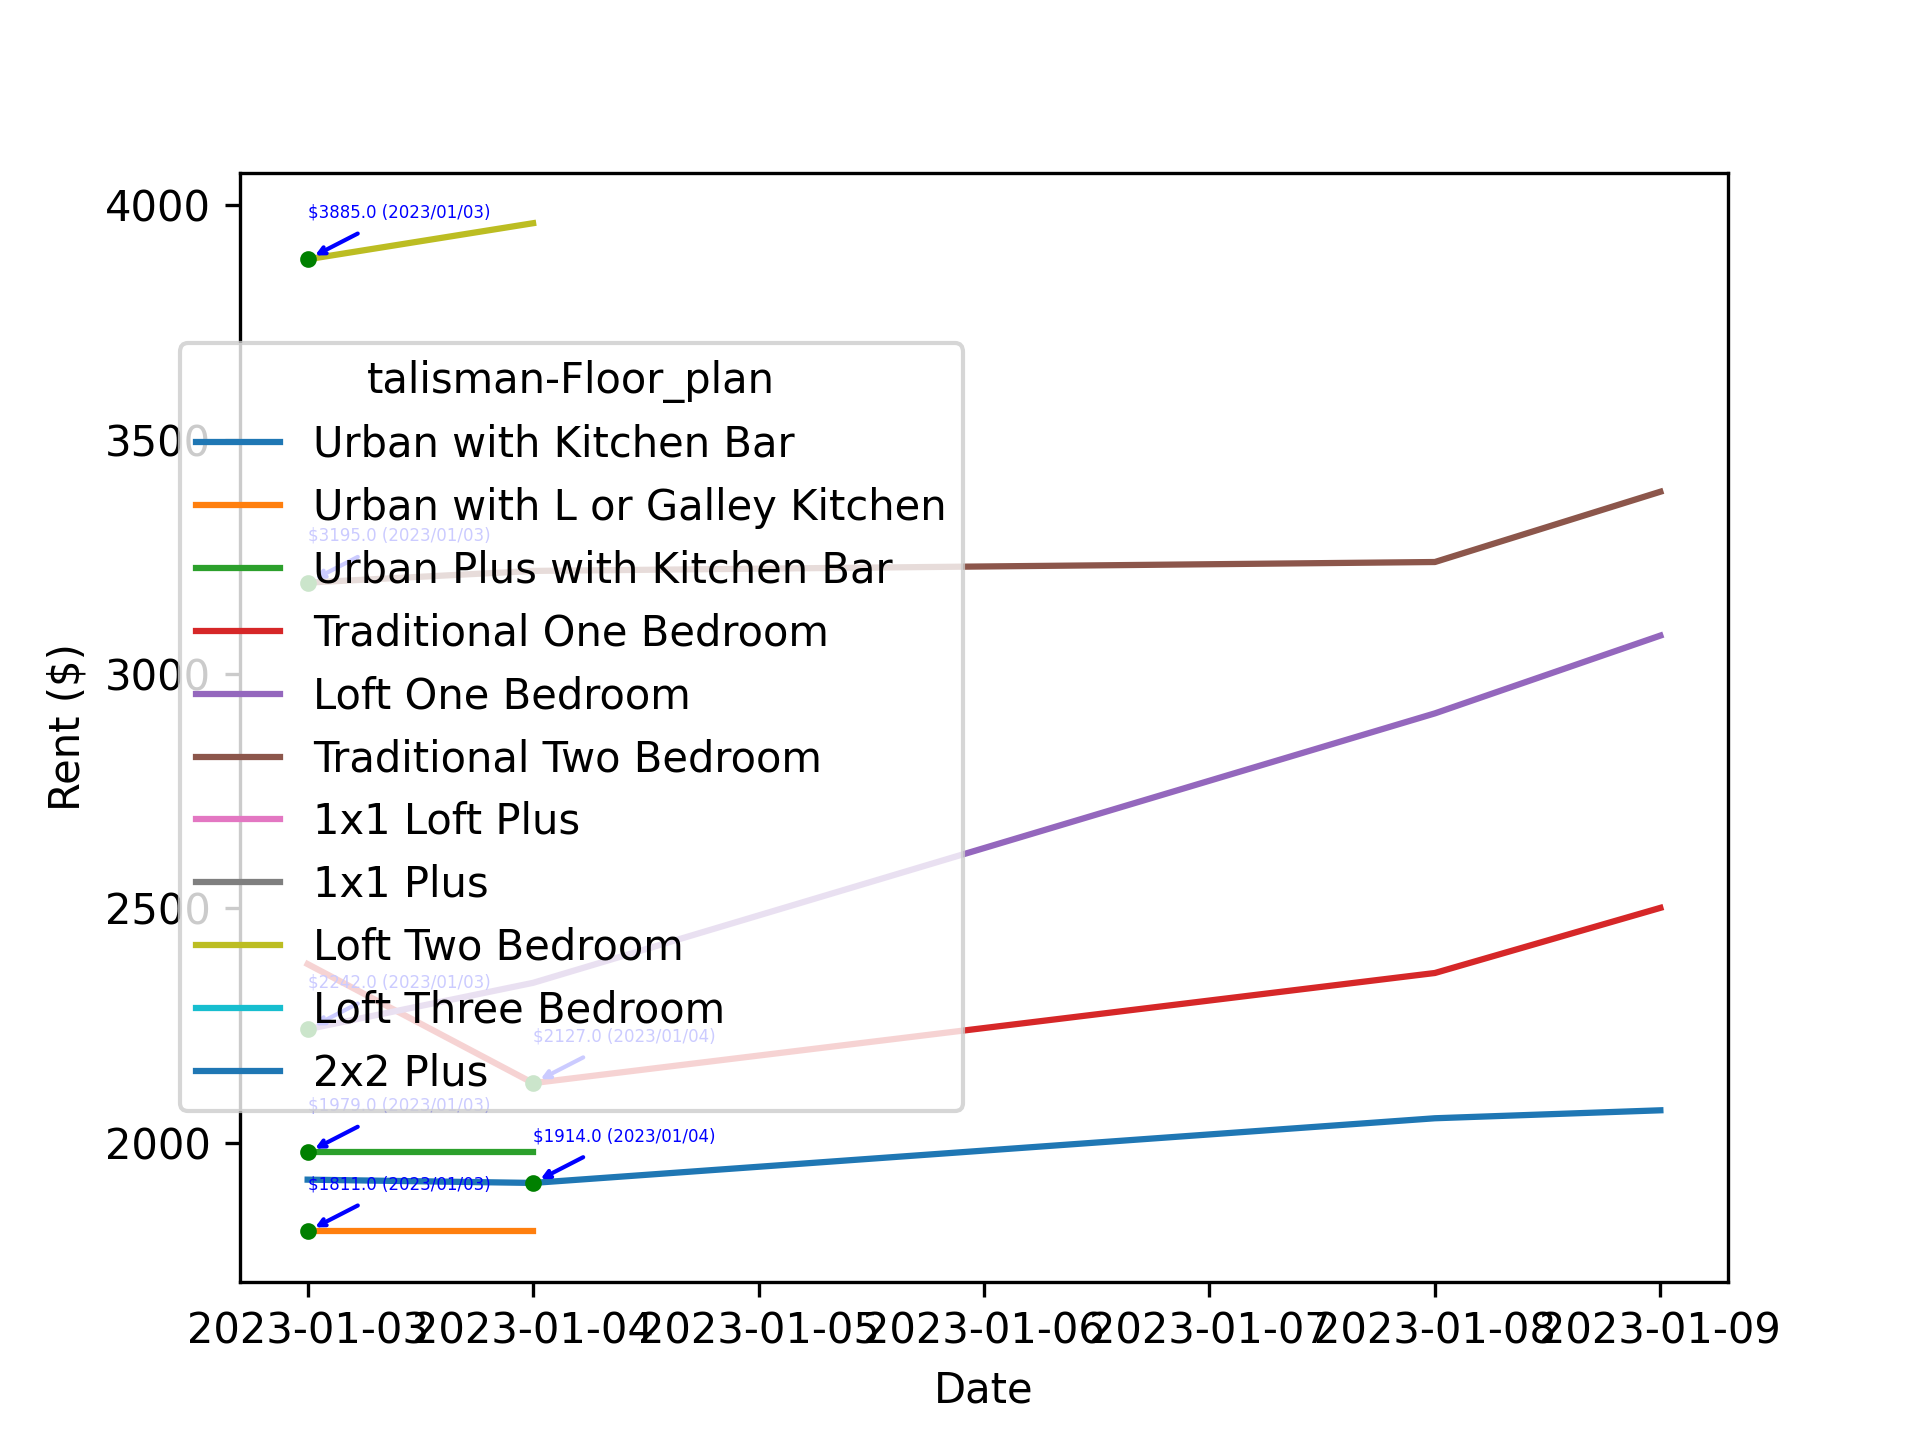 4000
$3885.0 (2023/01/03)
talisman-Floor_plan
3500
Urban with Kitchen Bar
Urban with L or Galley Kitchen
$3195.0 (2023/01/03)
Urban Plus with Kitchen Bar
Traditional One Bedroom
3000
Loft One Bedroom
Traditional Two Bedroom
1x1 Loft Plus
1x1 Plus
2500
Loft Two Bedroom
$2242.0 (2023/01/03)
Loft Three Bedroom
$2127.0 (2023/01/04)
2x2 Plus
$1979.0 (2023/01/03)
2000
$1914.0 (2023/01/04)
$1811.0 (2023/01/03)
Rent ($)
2023-01-03 2023-01-04 2023-01-05 2023-01-06 2023-01-07 2023-01-08 2023-01-09
Date